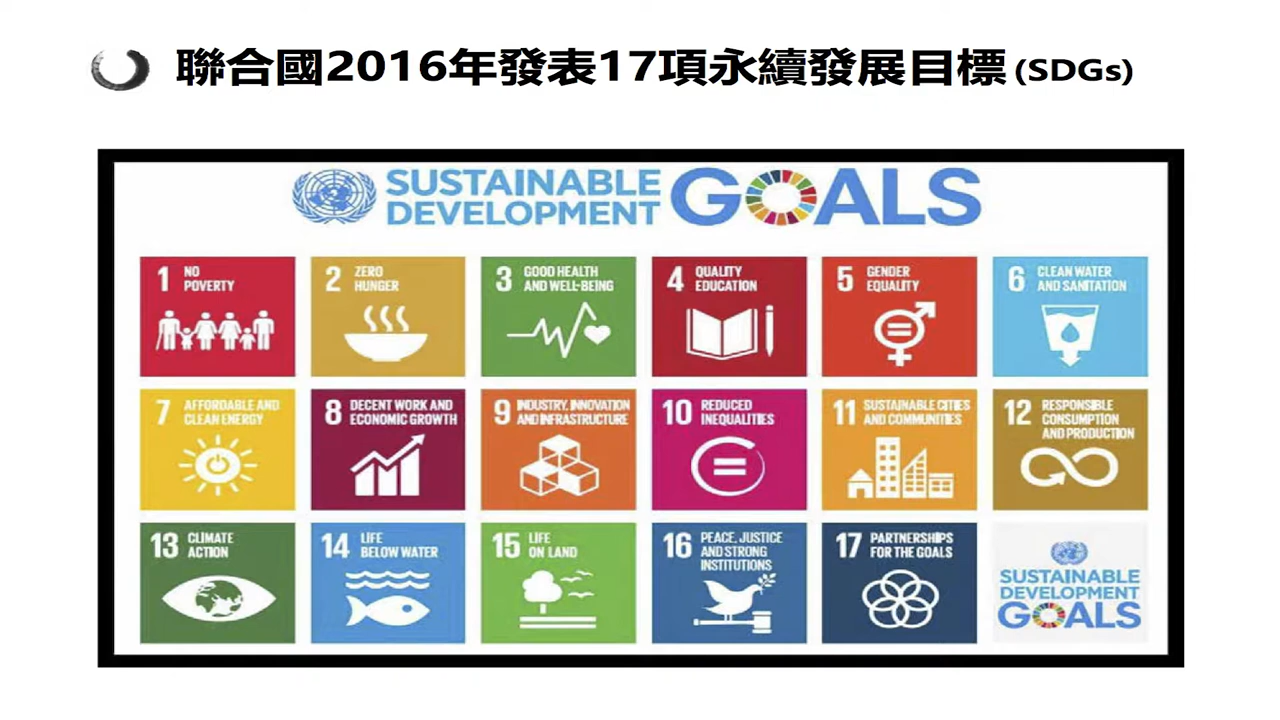 聯合國2016年發表17項永續發展目標 (SDGs)
SUSTAINABLE
DEVELOPMENT
GOALS
1 NO
POVERTY
2 ZERO
HUNGER
3 GOOD HEALTH
AND WELL-BEING
4 QUALITY
EDUCATION
5 GENDER
EQUALITY
6 CLEAN WATER
AND SANITATION
7 AFFORDABLE AND
CLEAN ENERGY
8 DECENT WORK AND
ECONOMIC GROWTH
9 INDUSTRY, INNOVATION
AND INFRASTRUCTURE
10 REDUCED
INEQUALITIES
11 SUSTAINABLE CITIES
AND COMMUNITIES
12 RESPONSIBLE
CONSUMPTION
AND PRODUCTION
13 CLIMATE
ACTION
14 LIFE
BELOW WATER
15 LIFE
ON LAND
16 PEACE, JUSTICE
AND STRONG
INSTITUTIONS
17 PARTNERSHIPS
FOR THE GOALS
SUSTAINABLE
DEVELOPMENT
GOALS